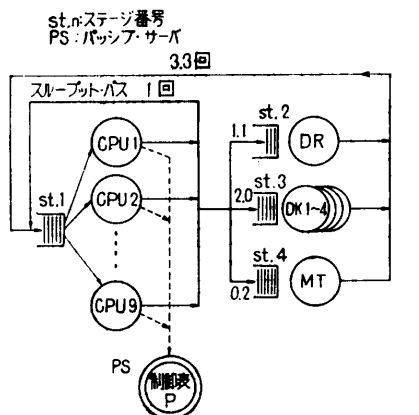 st.n:ステージ番号
PS:パッシブ・サーバ
3.3回
スループット・パス 1回
CPU1
st.1
CPU2
CPU9
st.2
1.1
DR
st.3
2.0
DK1~4
st.4
0.2
MT
PS
制御表
P